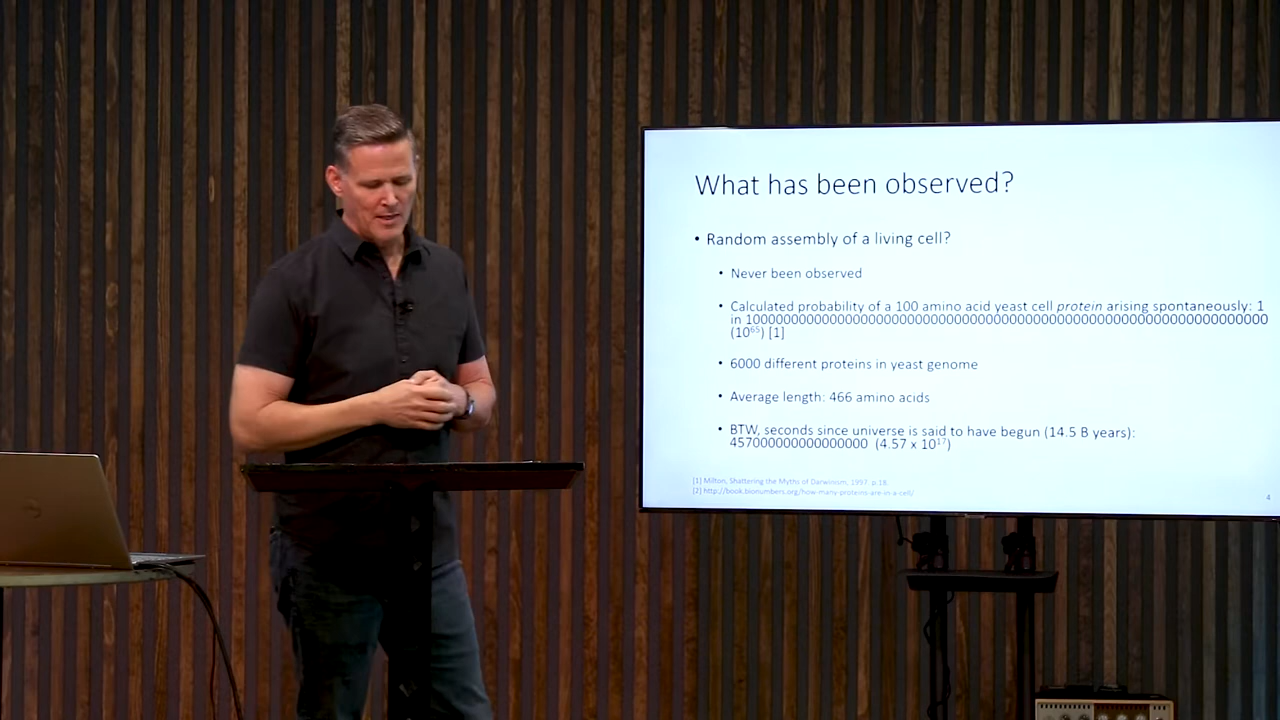 What has been observed?
• Random assembly of a living cell?
• Never been observed
• Calculated probability of a 100 amino acid yeast cell protein arising spontaneously: 1
in 100000000000000000000000000000000000000000000000000000000000000000
(10⁶⁵) [1]
• 6000 different proteins in yeast genome
• Average length: 466 amino acids
• BTW, seconds since universe is said to have begun (14.5 B years):
457000000000000000 (4.57 x 10¹⁷)
[1] Milton, Shattering the Myths of Darwinism, 1997. p.18
[2] http://book.bionumbers.org/how-many-proteins-are-in-a-cell/
4